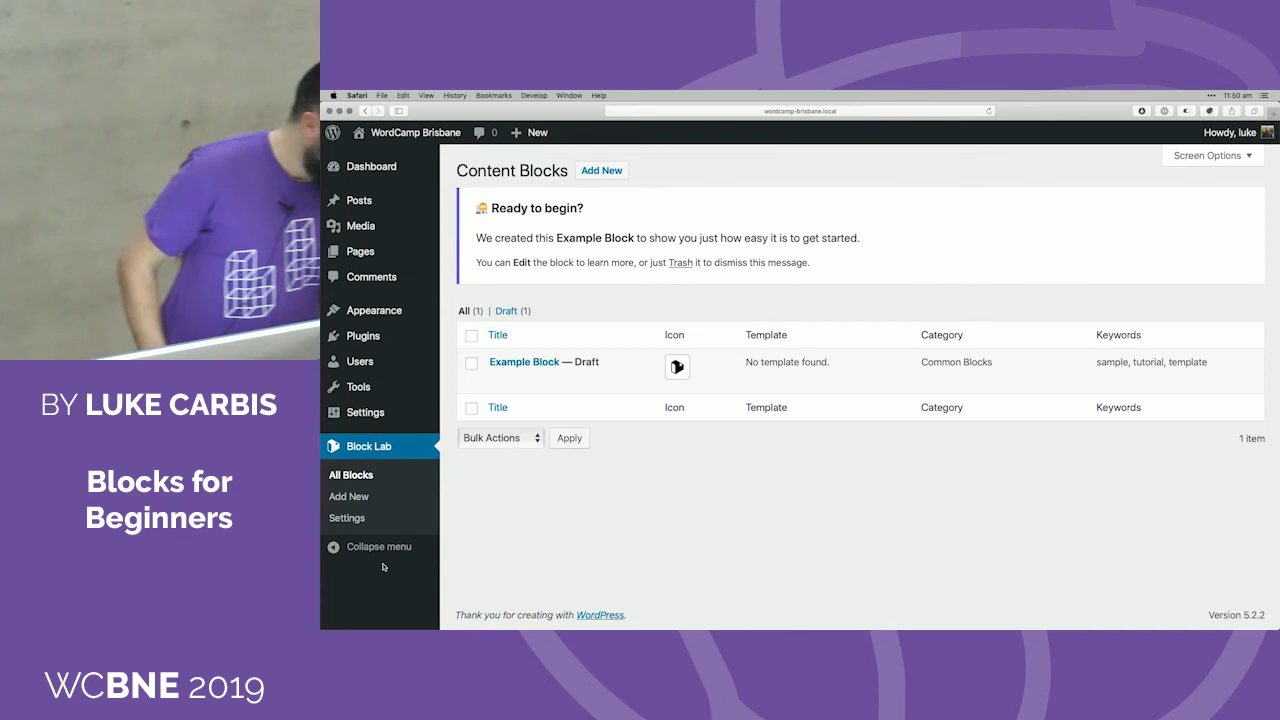 Safari File Edit View History Bookmarks Develop Window Help 11:50 am
wordcamp-brisbane.local
WordCamp Brisbane 0 New Howdy, luke
Screen Options
Dashboard
Posts
Media
Pages
Comments
Appearance
Plugins
Users
Tools
Settings
Block Lab
All Blocks
Add New
Settings
Collapse menu
Content Blocks Add New
Ready to begin?
We created this Example Block to show you just how easy it is to get started.
You can Edit the block to learn more, or just Trash it to dismiss this message.
All (1) | Draft (1)
Title Icon Template Category Keywords
Example Block — Draft No template found. Common Blocks sample, tutorial, template
Title Icon Template Category Keywords
Bulk Actions Apply 1 item
Thank you for creating with WordPress. Version 5.2.2
BY LUKE CARBIS
Blocks for
Beginners
WCBNE 2019